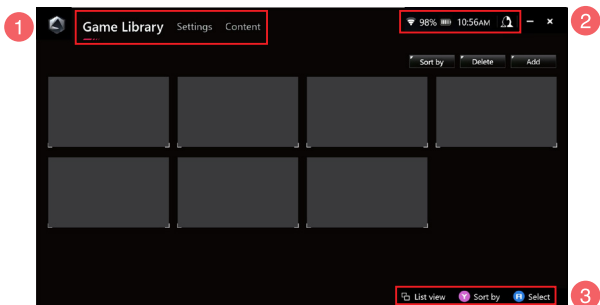 1
Game Library Settings Content
98% 10:56AM
2
Sort by Delete Add
List view Y Sort by A Select
3